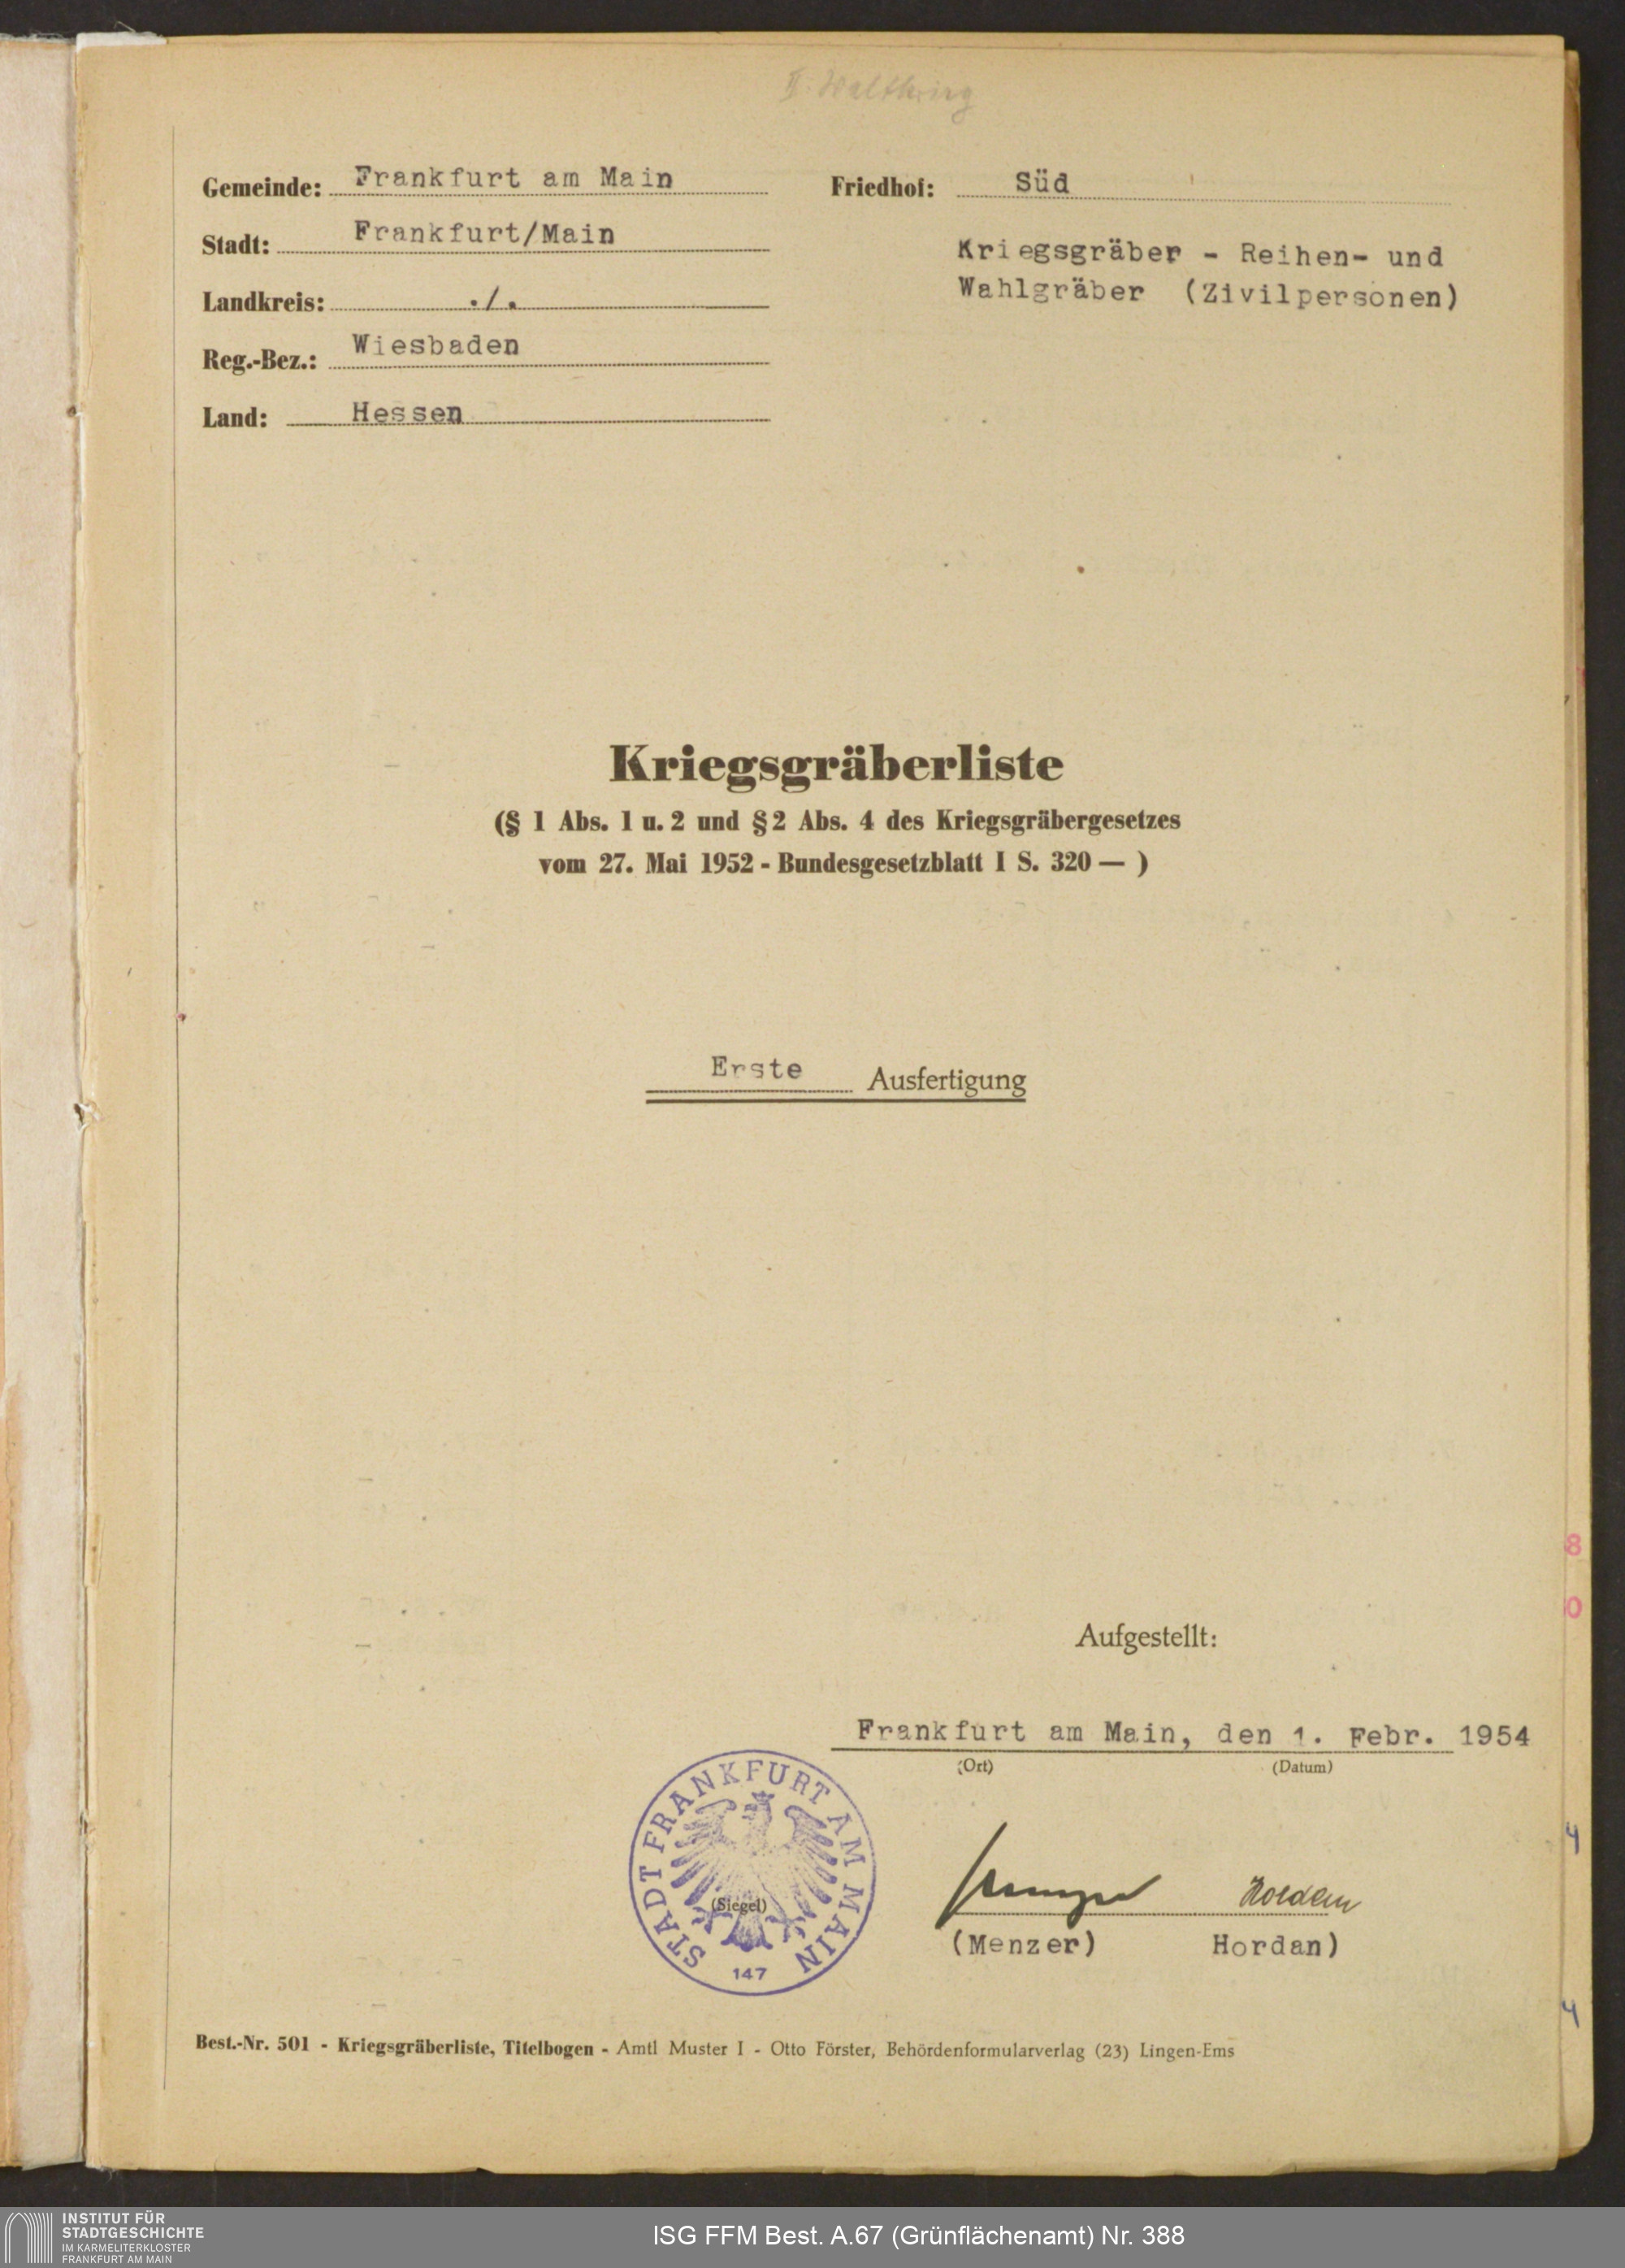 II. Weltkrieg
Gemeinde: Frankfurt am Main
Stadt: Frankfurt/Main
Landkreis: ./.
Reg.-Bez.: Wiesbaden
Land: Hessen
Friedhof: Süd
Kriegsgräber - Reihen- und
Wahlgräber (Zivilpersonen)
Kriegsgräberliste
(§ 1 Abs. 1 u. 2 und § 2 Abs. 4 des Kriegsgräbergesetzes
vom 27. Mai 1952 - Bundesgesetzblatt I S. 320 — )
Erste Ausfertigung
Aufgestellt:
Frankfurt am Main, den 1. Febr. 1954
(Ort) (Datum)
STADT FRANKFURT AM MAIN
(Siegel)
147
(Menzer) Hordan)
Best.-Nr. 501 - Kriegsgräberliste, Titelbogen - Amtl Muster I - Otto Förster, Behördenformularverlag (23) Lingen-Ems
8
0
4
4
INSTITUT FÜR
STADTGESCHICHTE
IM KARMELITERKLOSTER
FRANKFURT AM MAIN
ISG FFM Best. A.67 (Grünflächenamt) Nr. 388